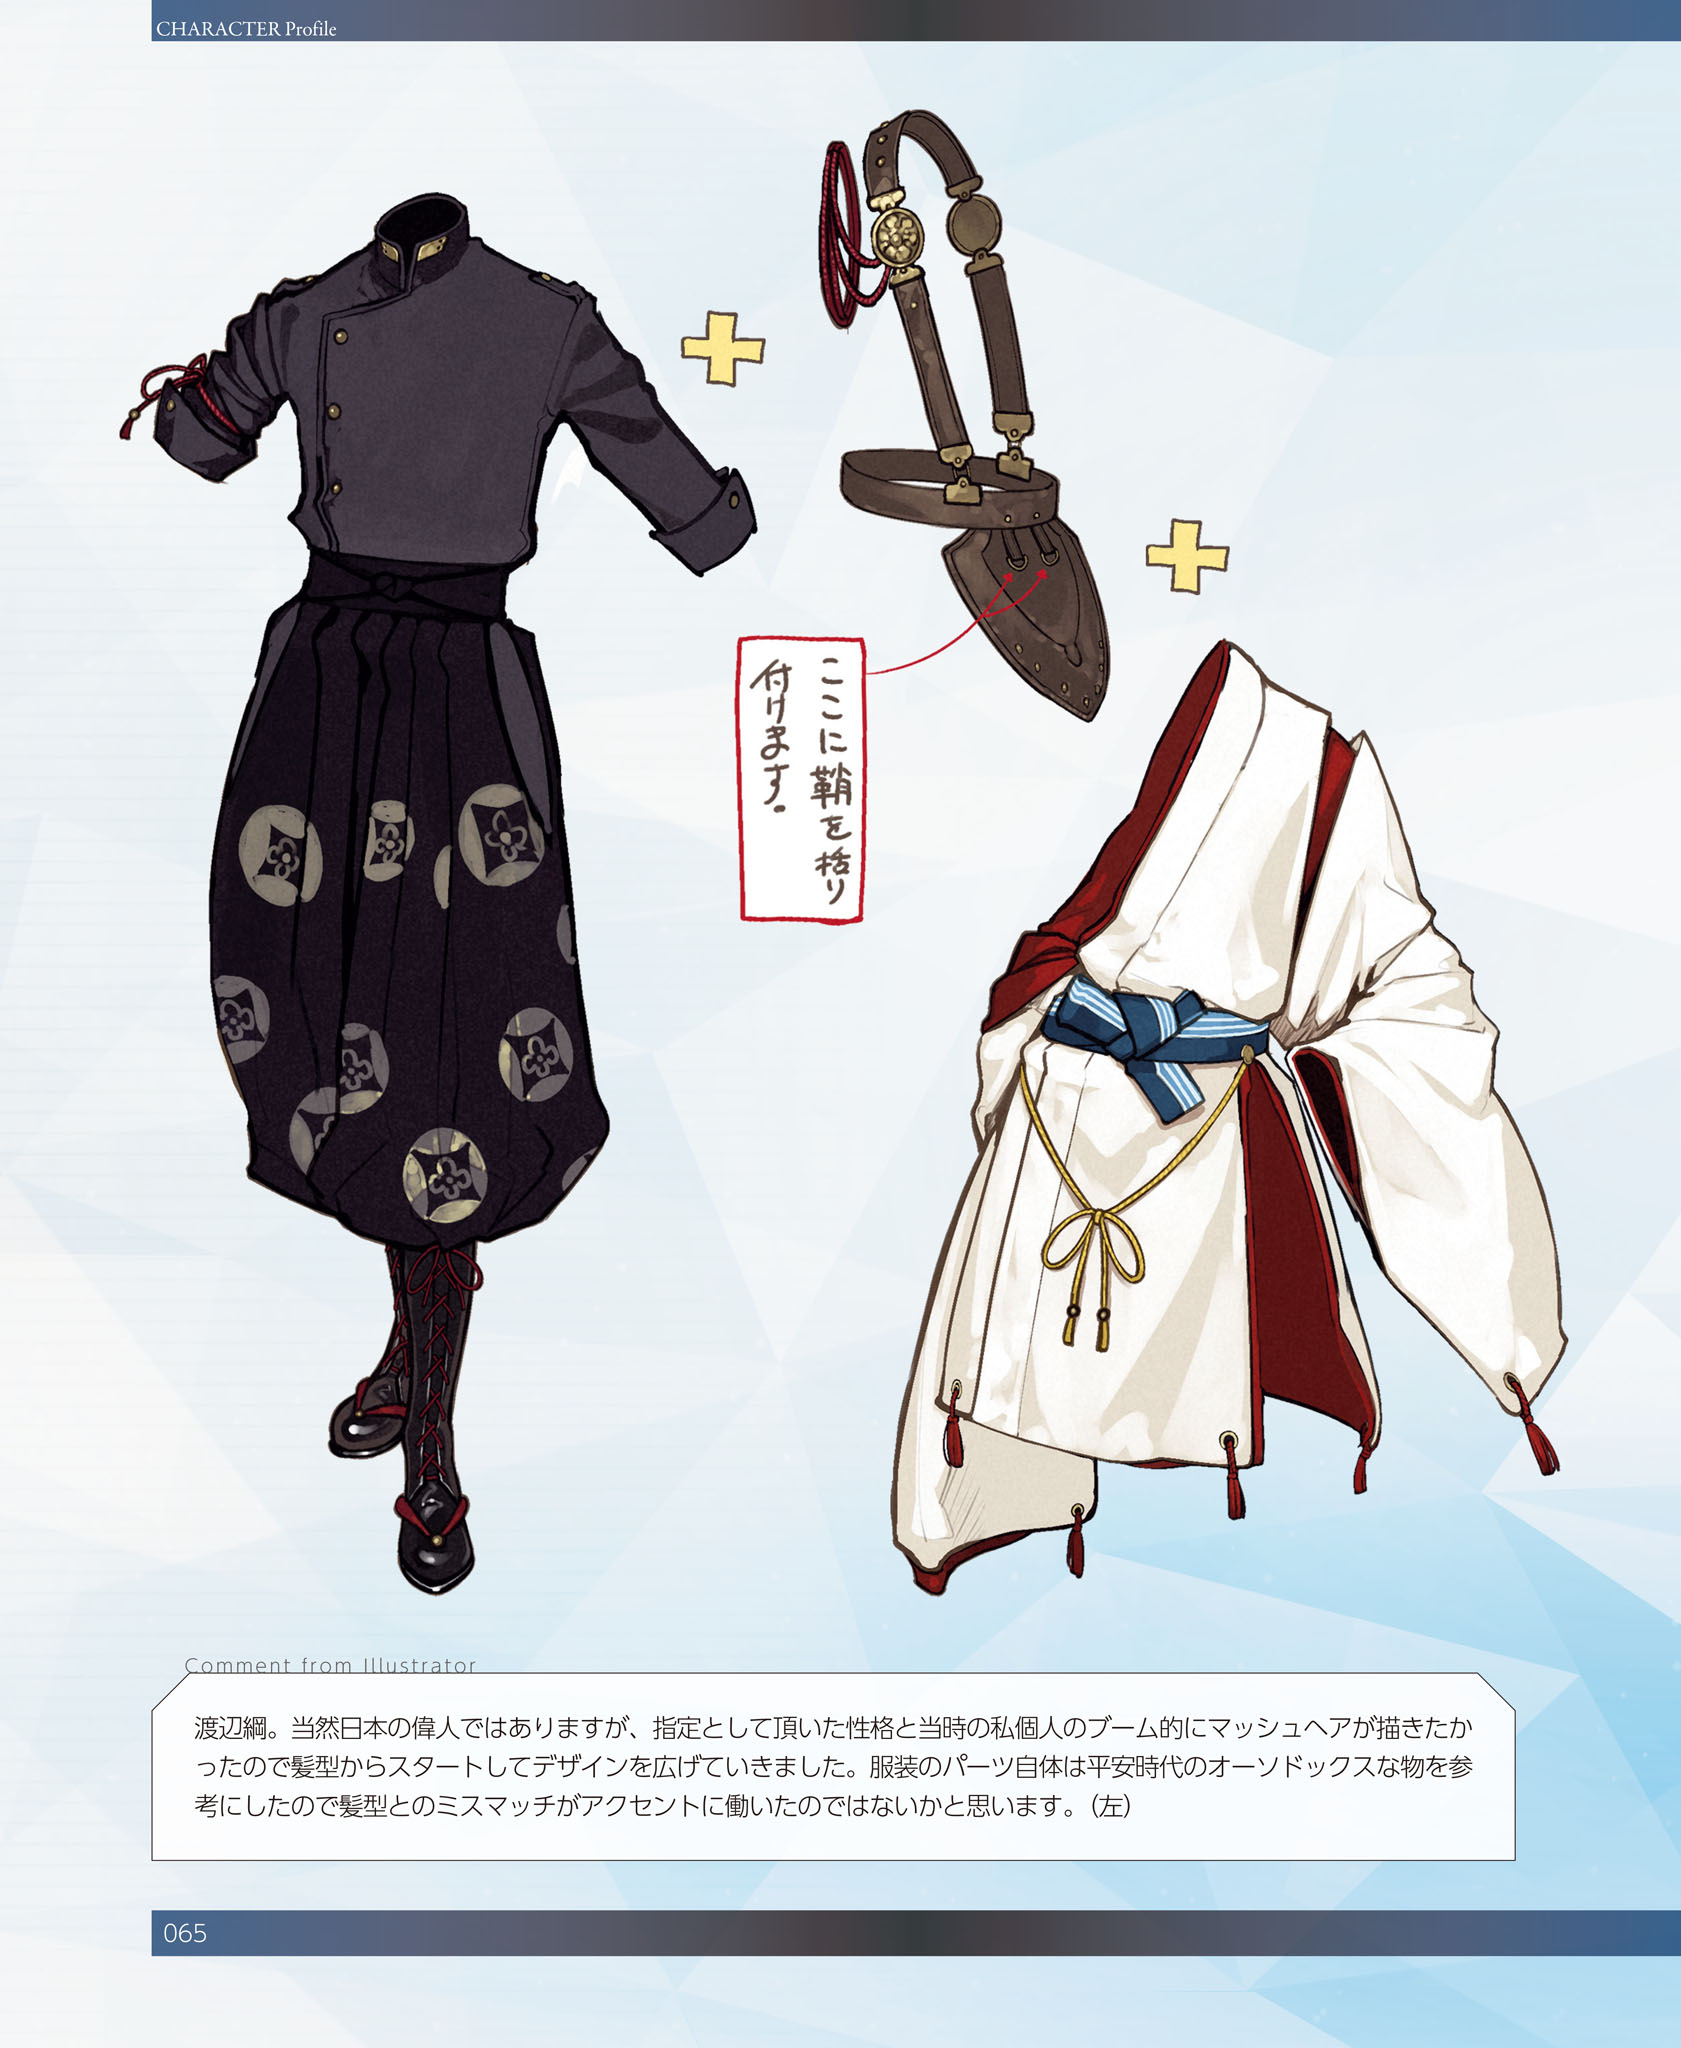 CHARACTER Profile
ここに鞘を括り
付けます。
Comment from Illustrator
渡辺綱。当然日本の偉人ではありますが、指定として頂いた性格と当時の私個人のブーム的にマッシュヘアが描きたか
ったので髪型からスタートしてデザインを広げていきました。服装のパーツ自体は平安時代のオーソドックスな物を参
考にしたので髪型とのミスマッチがアクセントに働いたのではないかと思います。（左）
065